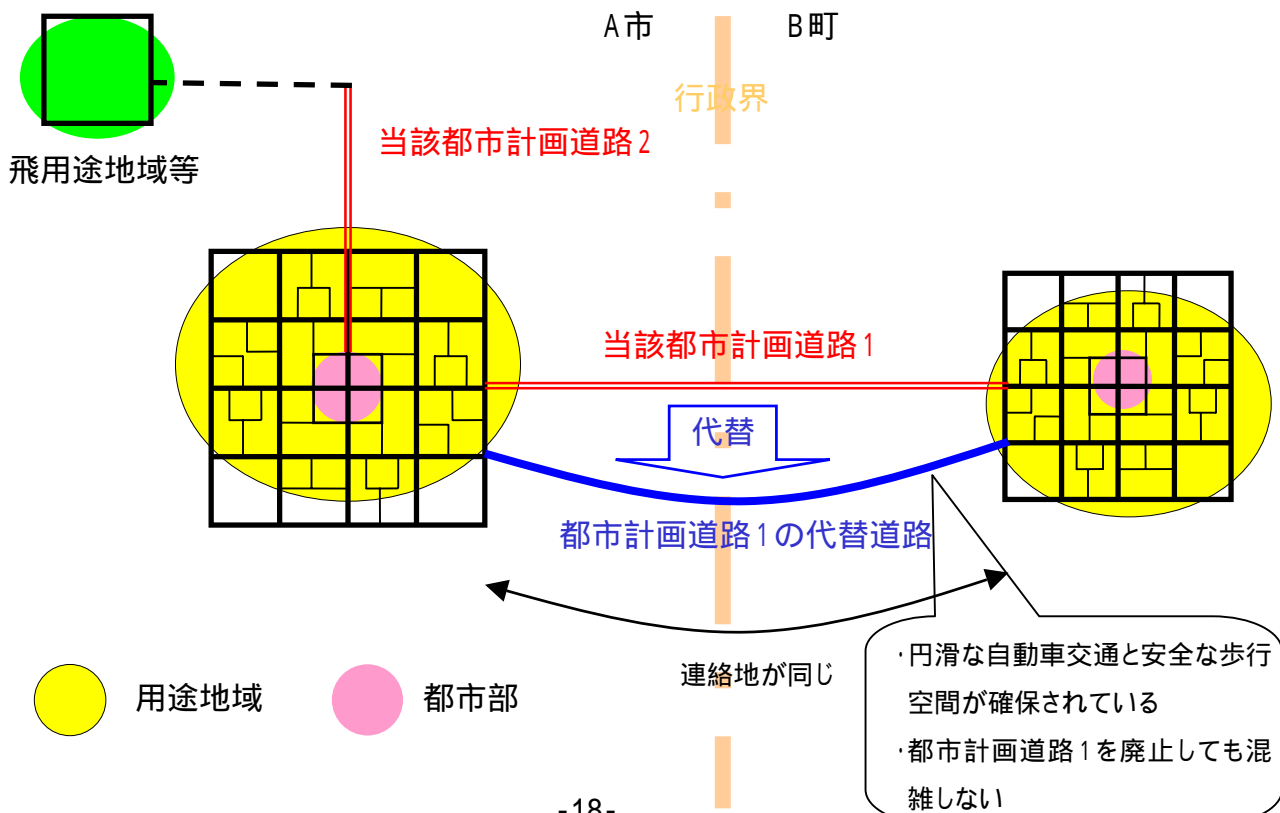 A市
B町
行政界
当該都市計画道路2
飛用途地域等
当該都市計画道路1
代替
都市計画道路1の代替道路
連絡地が同じ
・円滑な自動車交通と安全な歩行
空間が確保されている
・都市計画道路1を廃止しても混
雑しない
用途地域
都市部
-18-